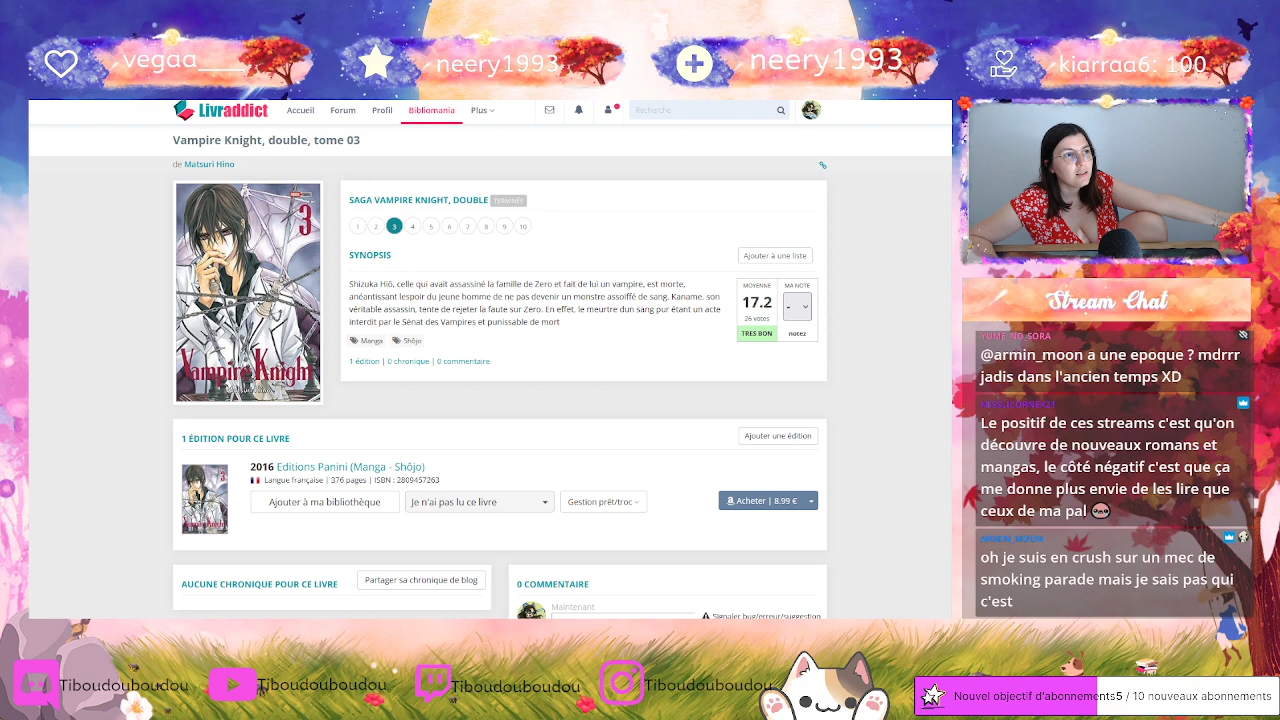 vegaa____
neery1993
neery1993
kiarraa6: 100
Livraddict
Accueil
Forum
Profil
Bibliomania
Plus
Recherche
Vampire Knight, double, tome 03
de Matsuri Hino
3
Vampire Knight
SAGA VAMPIRE KNIGHT, DOUBLE TERMINÉE
1 2 3 4 5 6 7 8 9 10
SYNOPSIS
Ajouter à une liste
Shizuka Hiô, celle qui avait assassiné la famille de Zero et fait de lui un vampire, est morte,
anéantissant lespoir du jeune homme de ne pas devenir un monstre assoiffé de sang. Kaname, son
véritable assassin, tente de rejeter la faute sur Zero. En effet, le meurtre dun sang pur étant un acte
interdit par le Sénat des Vampires et punissable de mort
MOYENNE
17.2
26 votes
TRES BON
MA NOTE
-
notez
Manga Shôjo
1 édition | 0 chronique | 0 commentaire
1 ÉDITION POUR CE LIVRE
Ajouter une édition
3
2016 Editions Panini (Manga - Shôjo)
Langue française | 376 pages | ISBN : 2809457263
Ajouter à ma bibliothèque
Je n'ai pas lu ce livre
Gestion prêt/troc
Acheter | 8.99 €
AUCUNE CHRONIQUE POUR CE LIVRE
Partager sa chronique de blog
0 COMMENTAIRE
Maintenant
Signaler bug/erreur/suggestion
Stream Chat
YUME_NO_SORA
@armin_moon a une epoque ? mdrrr
jadis dans l'ancien temps XD
MISSLICORNEX21
Le positif de ces streams c'est qu'on
découvre de nouveaux romans et
mangas, le côté négatif c'est que ça
me donne plus envie de les lire que
ceux de ma pal
ARMIN_MOON
oh je suis en crush sur un mec de
smoking parade mais je sais pas qui
c'est
Tiboudouboudou
Tiboudouboudou
Tiboudouboudou
Tiboudouboudou
Nouvel objectif d'abonnements 5 / 10 nouveaux abonnements